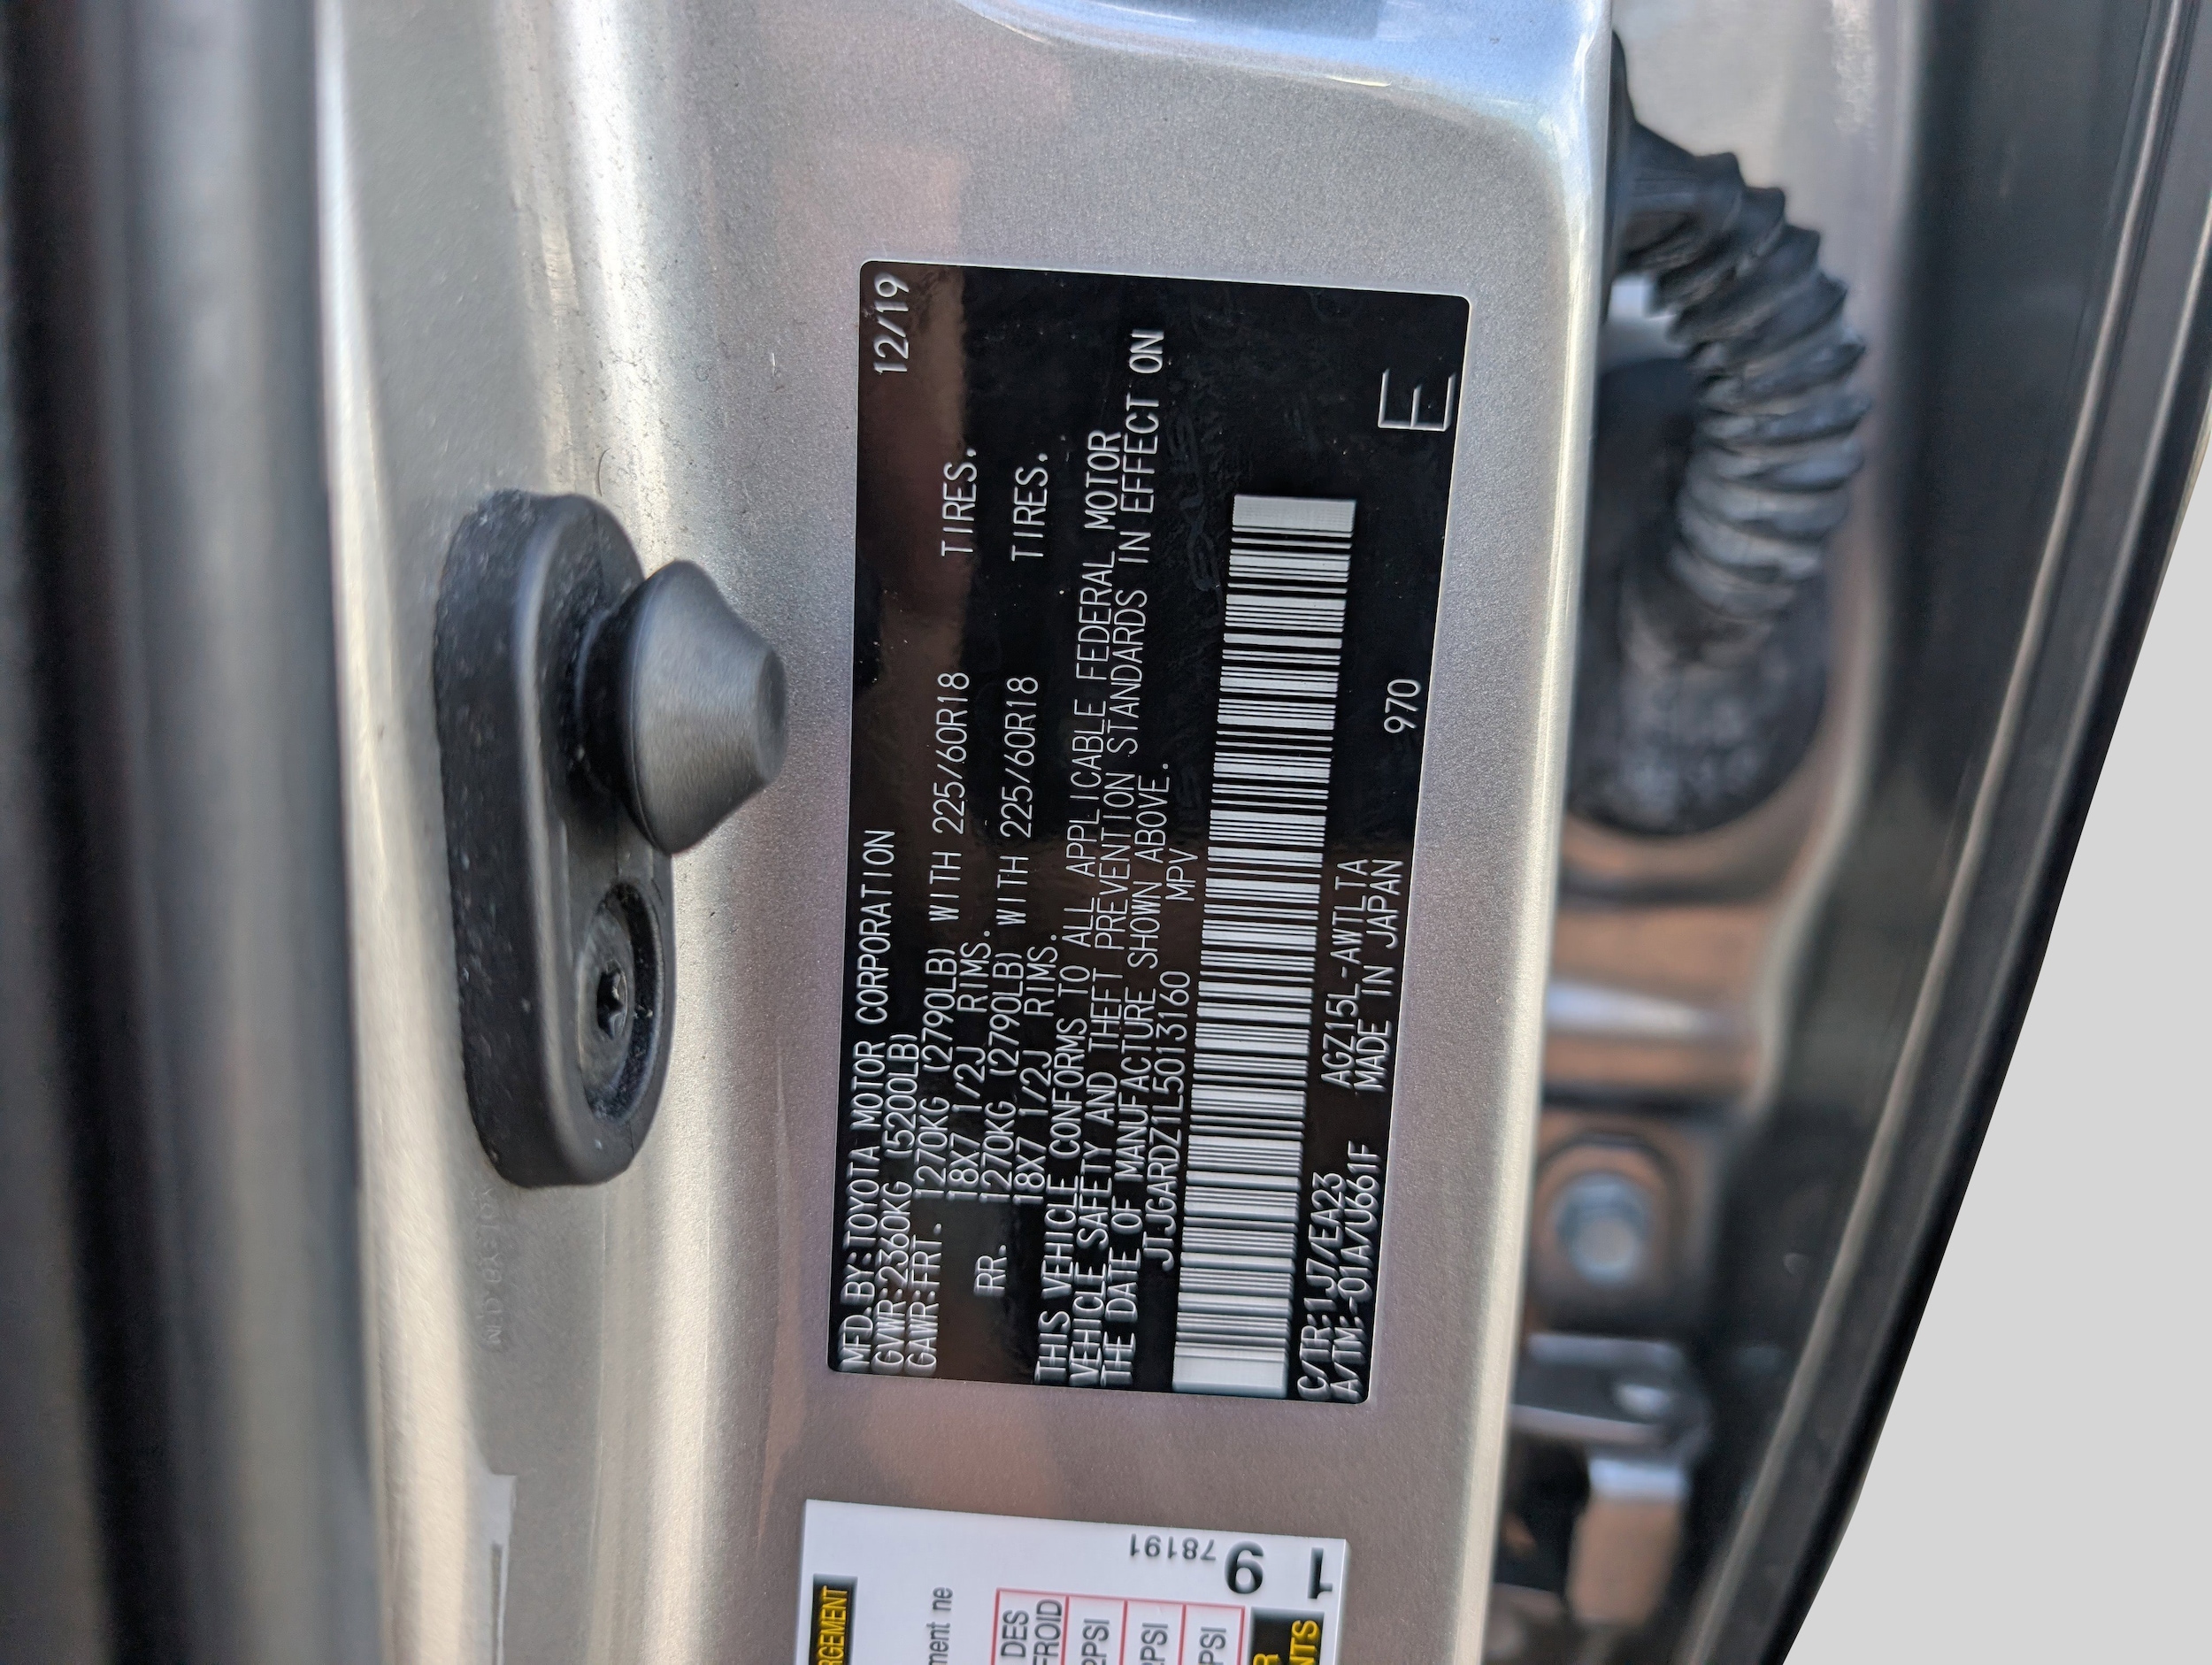 12/19
MFD.BY:TOYOTA MOTOR CORPORATION
GVWR:2360KG (5200LB)
GAWR:FRT. 1270KG (2790LB) WITH 225/60R18 TIRES.
18X7 1/2J RIMS.
RR. 1270KG (2790LB) WITH 225/60R18 TIRES.
18X7 1/2J RIMS.
THIS VEHICLE CONFORMS TO ALL APPLICABLE FEDERAL MOTOR
VEHICLE SAFETY AND THEFT PREVENTION STANDARDS IN EFFECT ON
THE DATE OF MANUFACTURE SHOWN ABOVE.
JTJGARDZ1L5013160 MPV
C/TR:1J7/EA23 AGZ15L-AWTLTA
A/TM:-01A/U661F MADE IN JAPAN 970 E
78191
9
1
DES
FROID
PSI
PSI
PSI